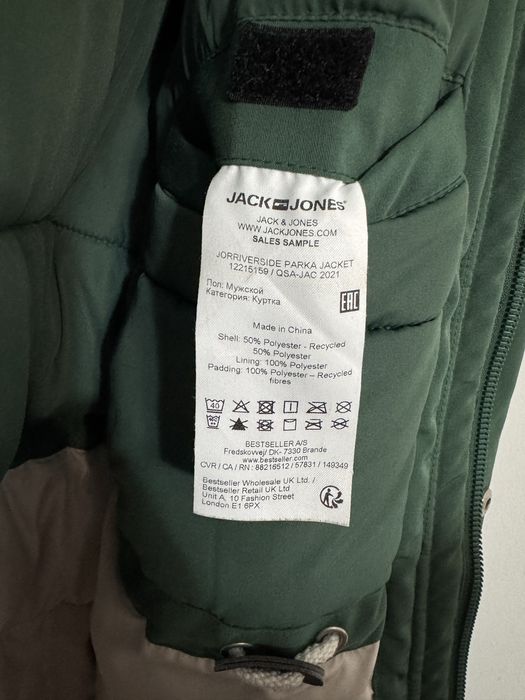 JACK JONES®
JACK & JONES
WWW.JACKJONES.COM
SALES SAMPLE
JORRIVERSIDE PARKA JACKET
12215159 / QSA-JAC 2021
Пол: Мужской
Категория: Куртка
EAC
Made in China
Shell: 50% Polyester - Recycled
50% Polyester
Lining: 100% Polyester
Padding: 100% Polyester – Recycled
fibres
40
BESTSELLER A/S
Fredskovvej/ DK- 7330 Brande
www.bestseller.com
CVR / CA / RN : 88216512 / 57831 / 149349
Bestseller Wholesale UK Ltd. /
Bestseller Retail UK Ltd
Unit A, 10 Fashion Street
London E1 6PX